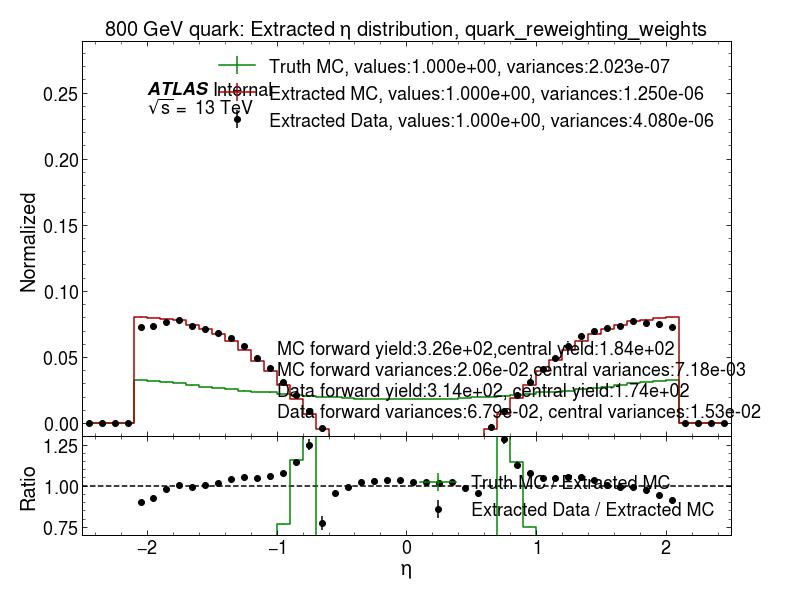 800 GeV quark: Extracted η distribution, quark_reweighting_weights
Truth MC, values:1.000e+00, variances:2.023e-07
ATLAS Internal
Extracted MC, values:1.000e+00, variances:1.250e-06
√s = 13 TeV
Extracted Data, values:1.000e+00, variances:4.080e-06
Normalized
0.25
0.20
0.15
0.10
0.05
0.00
MC forward yield:3.26e+02,central yield:1.84e+02
MC forward variances:2.06e-02, central variances:7.18e-03
Data forward yield:3.14e+02, central yield:1.74e+02
Data forward variances:6.79e-02, central variances:1.53e-02
Ratio
1.25
1.00
0.75
Truth MC / Extracted MC
Extracted Data / Extracted MC
−2
−1
0
1
2
η